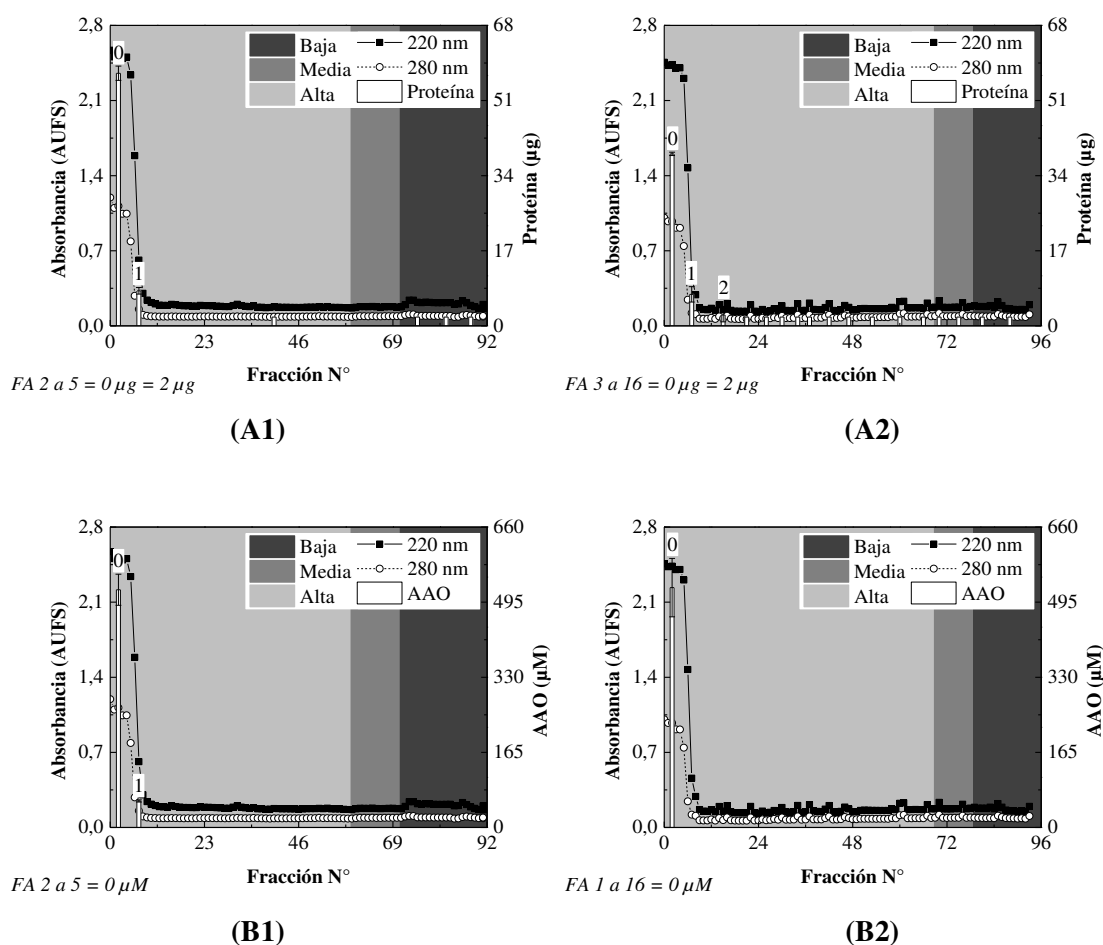 2,8
2,1
1,4
0,7
0,0
Absorbancia (AUFS)
0
1
Baja
Media
Alta
220 nm
280 nm
Proteína
68
51
34
17
0
Proteína (µg)
0 23 46 69 92
Fracción N°
FA 2 a 5 = 0 µg = 2 µg
(A1)
2,8
2,1
1,4
0,7
0,0
Absorbancia (AUFS)
0
1
2
Baja
Media
Alta
220 nm
280 nm
Proteína
68
51
34
17
0
Proteína (µg)
0 24 48 72 96
Fracción N°
FA 3 a 16 = 0 µg = 2 µg
(A2)
2,8
2,1
1,4
0,7
0,0
Absorbancia (AUFS)
0
1
Baja
Media
Alta
220 nm
280 nm
AAO
660
495
330
165
0
AAO (µM)
0 23 46 69 92
Fracción N°
FA 2 a 5 = 0 µM
(B1)
2,8
2,1
1,4
0,7
0,0
Absorbancia (AUFS)
0
Baja
Media
Alta
220 nm
280 nm
AAO
660
495
330
165
0
AAO (µM)
0 24 48 72 96
Fracción N°
FA 1 a 16 = 0 µM
(B2)